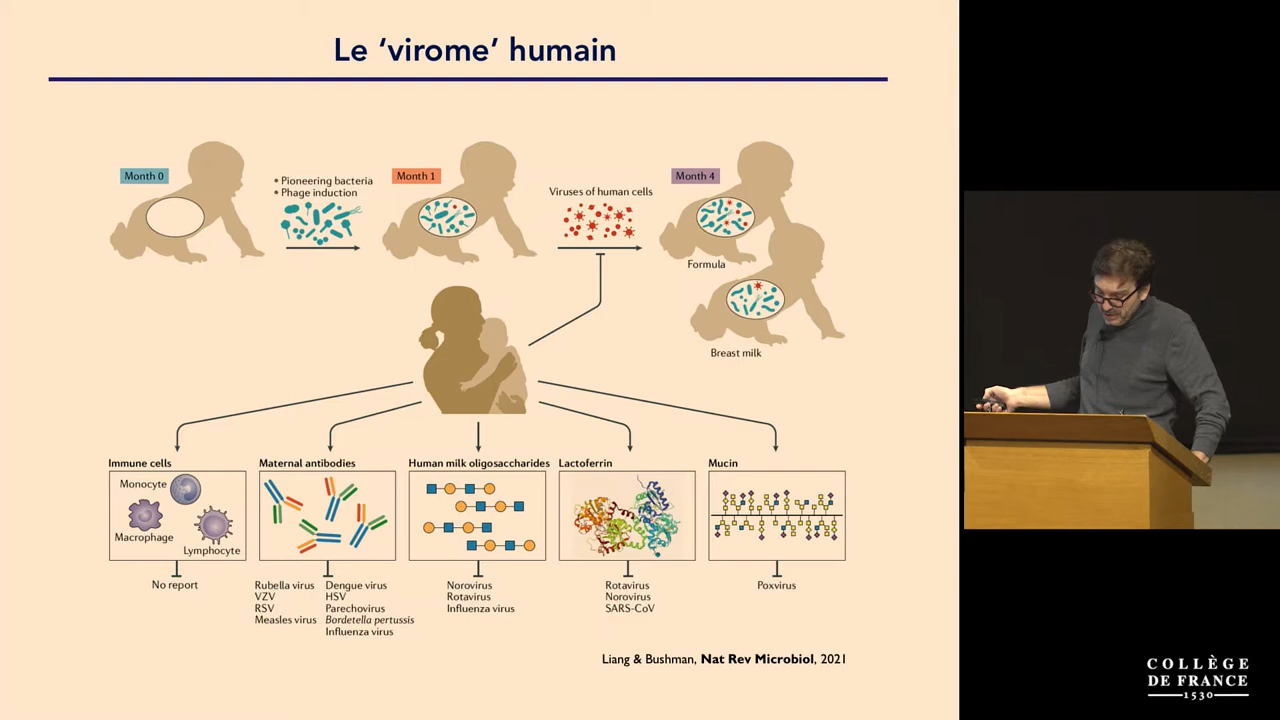 Le ‘virome’ humain
Month 0
• Pioneering bacteria
• Phage induction
Month 1
Viruses of human cells
Month 4
Formula
Breast milk
Immune cells
Monocyte
Macrophage
Lymphocyte
No report
Maternal antibodies
Rubella virus
VZV
RSV
Measles virus
Dengue virus
HSV
Parechovirus
Bordetella pertussis
Influenza virus
Human milk oligosaccharides
Norovirus
Rotavirus
Influenza virus
Lactoferrin
Rotavirus
Norovirus
SARS-CoV
Mucin
Poxvirus
Liang & Bushman, Nat Rev Microbiol, 2021
COLLÈGE
DE FRANCE
1530